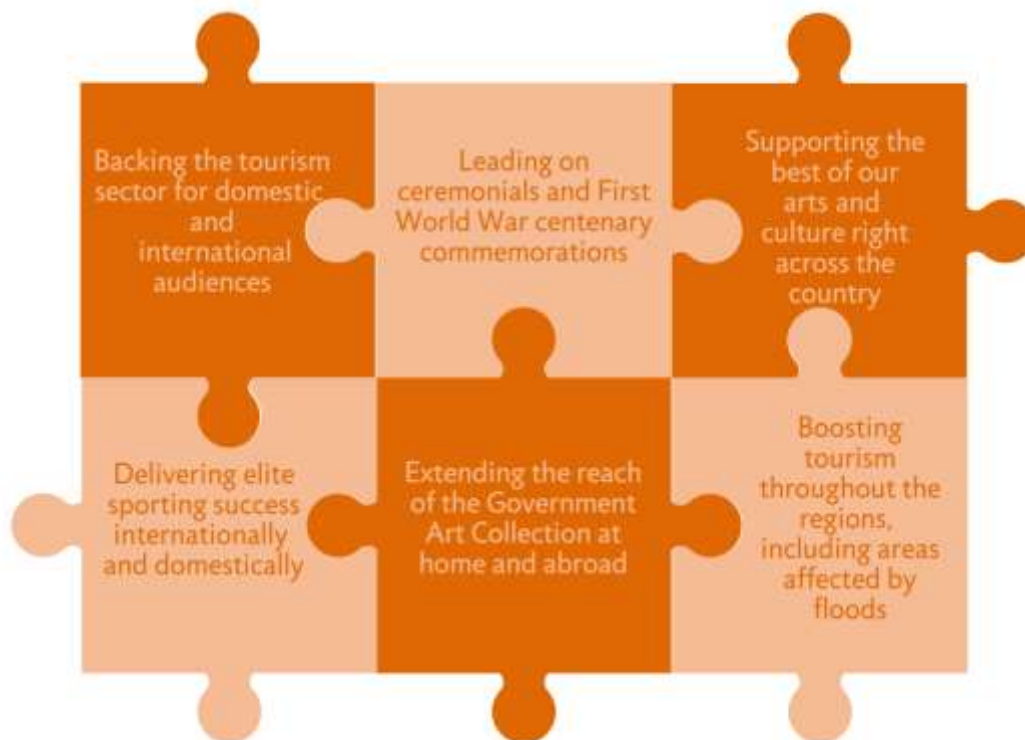 Backing the tourism
sector for domestic
and
international
audiences
Leading on
ceremonials and First
World War centenary
commemorations
Supporting the
best of our
arts and
culture right
across the
country
Delivering elite
sporting success
internationally
and domestically
Extending the reach
of the Government
Art Collection at
home and abroad
Boosting
tourism
throughout the
regions,
including areas
affected by
floods